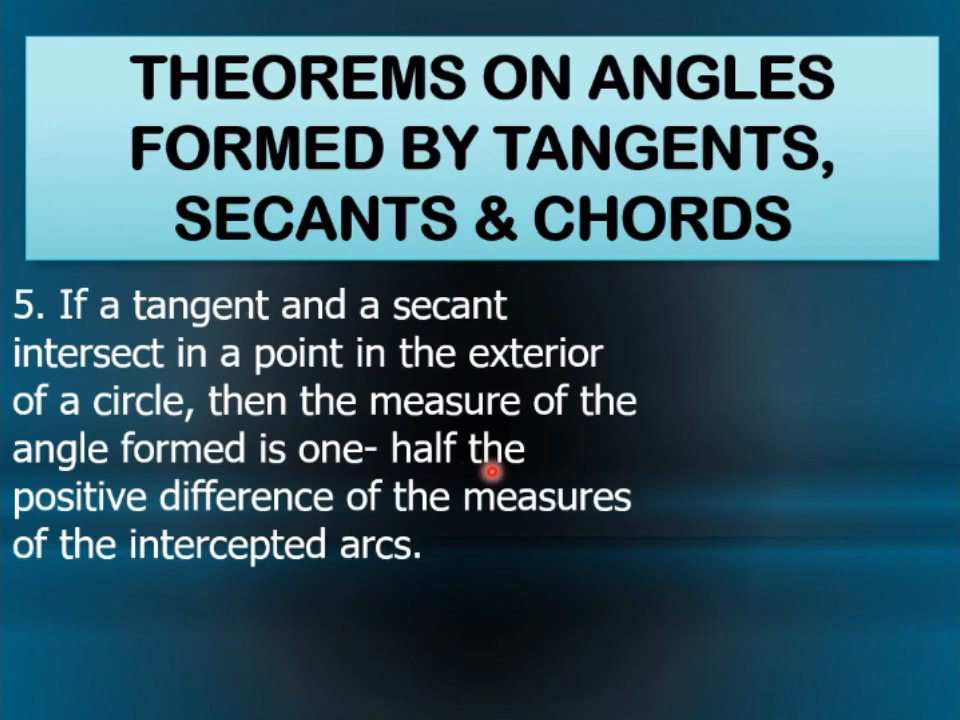 THEOREMS ON ANGLES
FORMED BY TANGENTS,
SECANTS & CHORDS
5. If a tangent and a secant
intersect in a point in the exterior
of a circle, then the measure of the
angle formed is one- half the
positive difference of the measures
of the intercepted arcs.